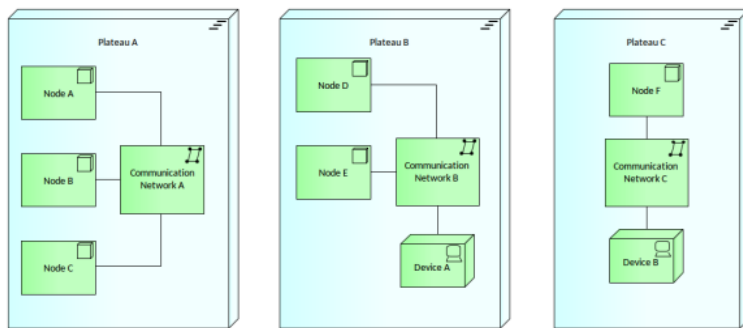 Plateau A
Node A
Node B
Communication
Network A
Node C
Plateau B
Node D
Node E
Communication
Network B
Device A
Plateau C
Node F
Communication
Network C
Device B